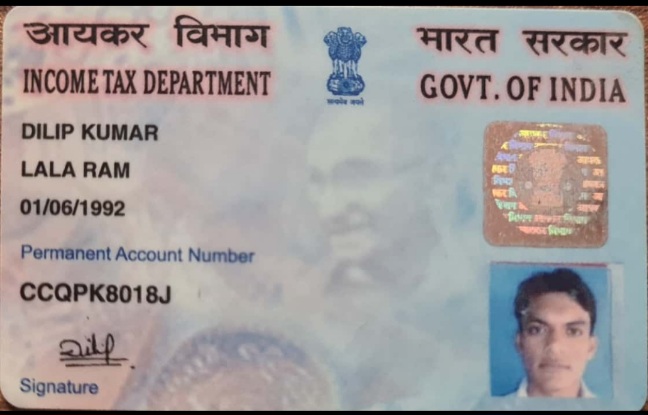 आयकर विभाग
भारत सरकार
INCOME TAX DEPARTMENT
GOVT. OF INDIA
सत्यमेव जयते
DILIP KUMAR
LALA RAM
01/06/1992
Permanent Account Number
CCQPK8018J
Dilip
Signature